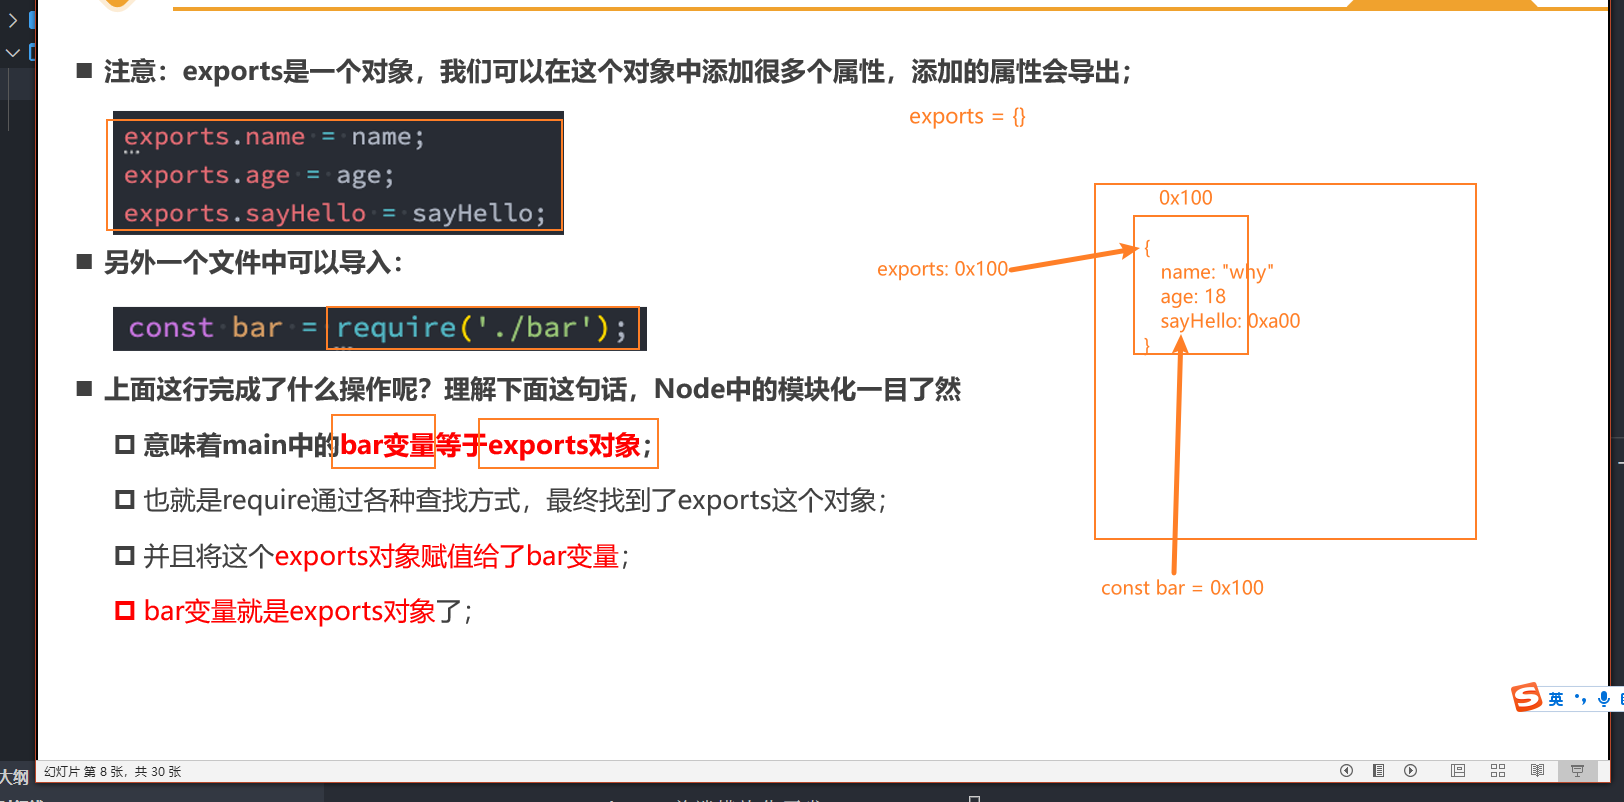 注意：exports是一个对象，我们可以在这个对象中添加很多个属性，添加的属性会导出；
exports = {}
exports.name = name;
exports.age = age;
exports.sayHello = sayHello;
0x100
{
name: "why"
age: 18
sayHello: 0xa00
}
exports: 0x100
另外一个文件中可以导入：
const bar = require('./bar');
上面这行完成了什么操作呢？理解下面这句话，Node中的模块化一目了然
意味着main中的bar变量等于exports对象；
也就是require通过各种查找方式，最终找到了exports这个对象；
并且将这个exports对象赋值给了bar变量；
const bar = 0x100
bar变量就是exports对象了；
英
大纲
幻灯片 第 8 张，共 30 张